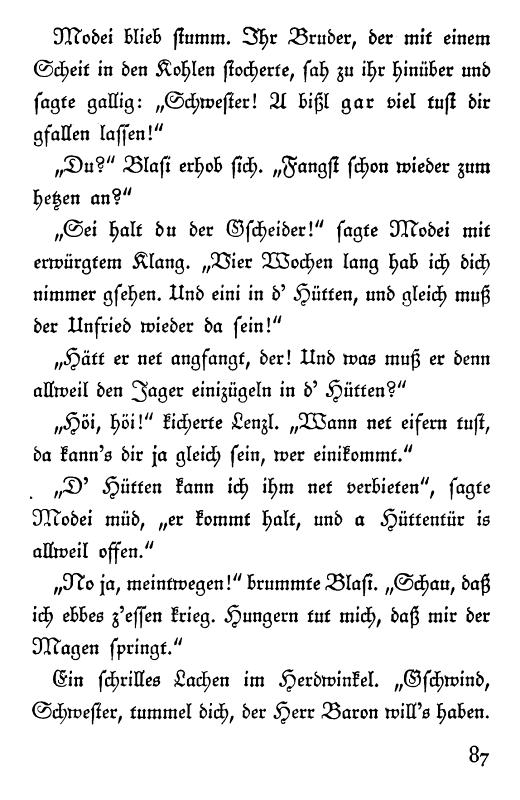 Modei blieb stumm. Ihr Bruder, der mit einem
Scheit in den Kohlen stocherte, sah zu ihr hinüber und
sagte gallig: „Schwester! A bißl gar viel tust dir
gfallen lassen!“
„Du?“ Blasi erhob sich. „Fangst schon wieder zum
hetzen an?“
„Sei halt du der Gscheider!“ sagte Modei mit
erwürgtem Klang. „Vier Wochen lang hab ich dich
nimmer gsehen. Und eini in d' Hütten, und gleich muß
der Unfried wieder da sein!“
„Hätt er net angfangt, der! Und was muß er denn
allweil den Jager einizügeln in d' Hütten?“
„Höi, höi!“ kicherte Lenzl. „Wann net eifern tust,
da kann's dir ja gleich sein, wer einikommt.“
„D' Hütten kann ich ihm net verbieten“, sagte
Modei müd, „er kommt halt, und a Hüttentür is
allweil offen.“
„No ja, meintwegen!“ brummte Blasi. „Schau, daß
ich ebbes z'essen krieg. Hungern tut mich, daß mir der
Magen springt.“
Ein schrilles Lachen im Herdwinkel. „Gschwind,
Schwester, tummel dich, der Herr Baron will's haben.
87